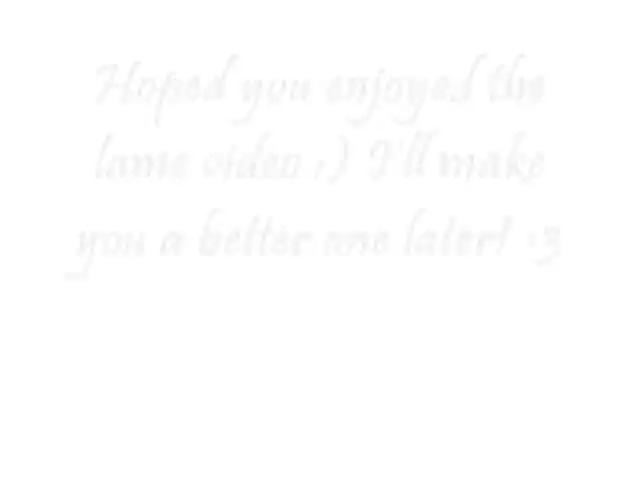 Hoped you enjoyed the
lame video ;) I'll make
you a better one later! :3